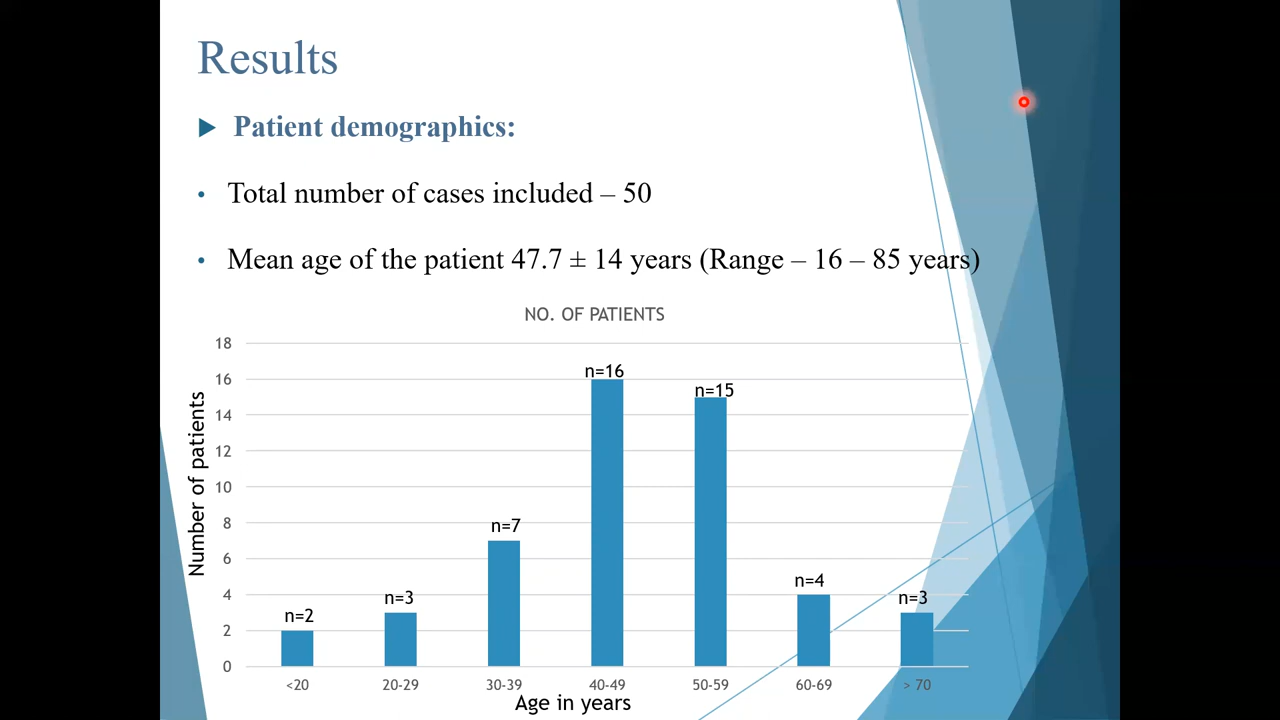 Results
Patient demographics:
• Total number of cases included – 50
• Mean age of the patient 47.7 ± 14 years (Range – 16 – 85 years)
NO. OF PATIENTS
Number of patients
18
16
14
12
10
8
6
4
2
0
n=2
n=3
n=7
n=16
n=15
n=4
n=3
<20
20-29
30-39
40-49
50-59
60-69
> 70
Age in years